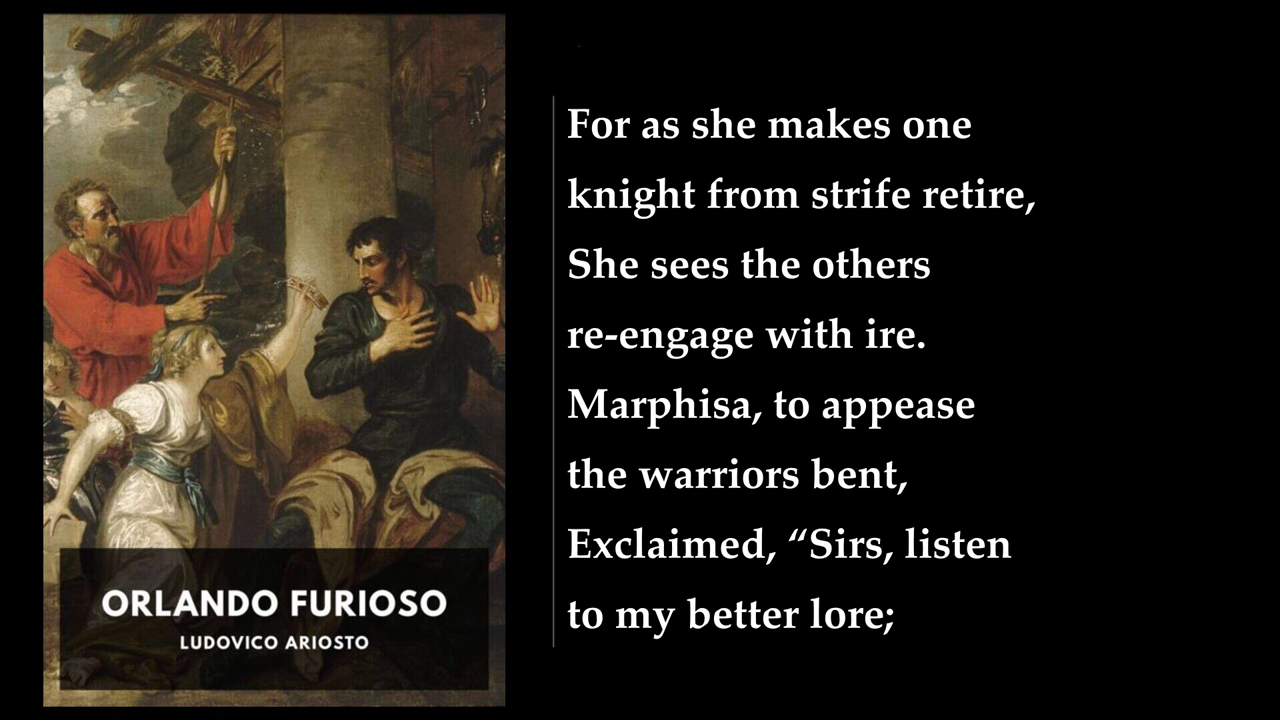 ORLANDO FURIOSO
LUDOVICO ARIOSTO
For as she makes one
knight from strife retire,
She sees the others
re-engage with ire.
Marphisa, to appease
the warriors bent,
Exclaimed, “Sirs, listen
to my better lore;